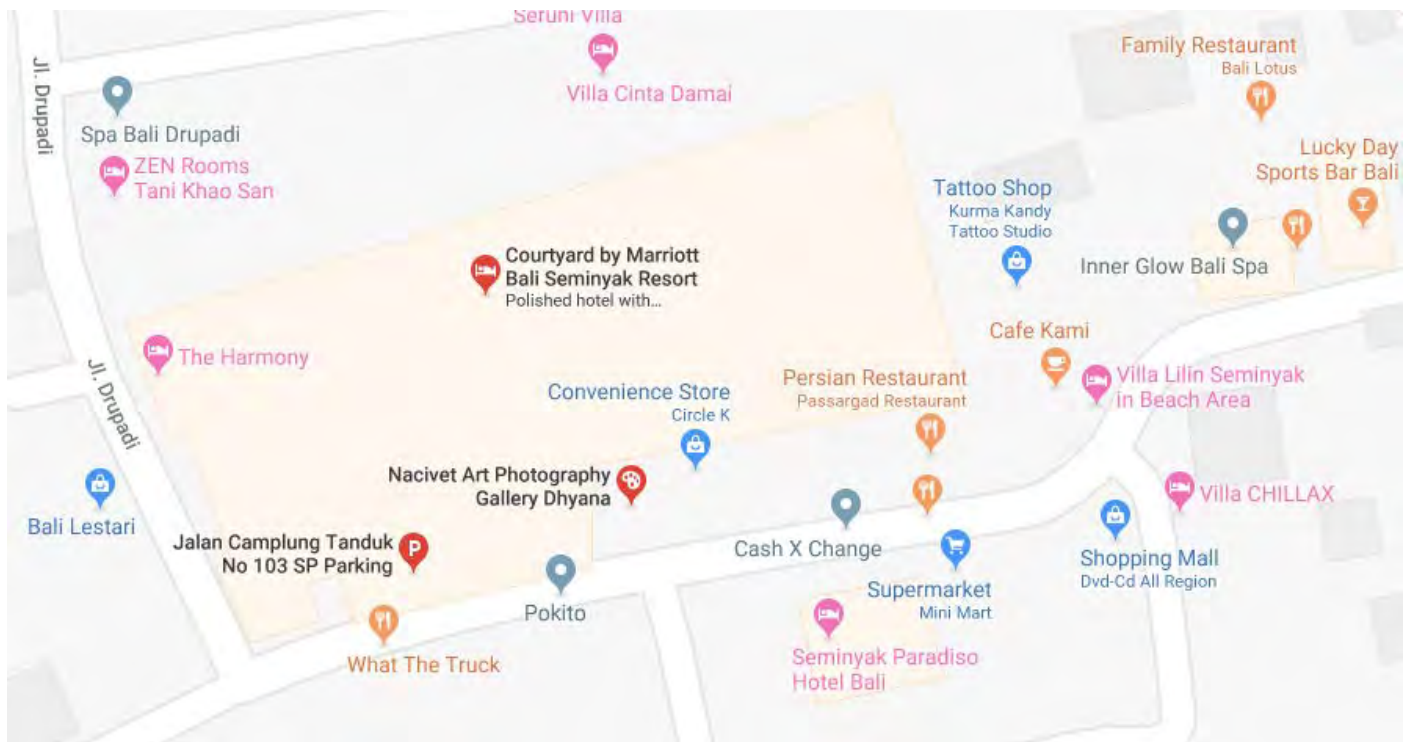 Seruni Villa
Villa Cinta Damai
Family Restaurant
Bali Lotus
Jl. Drupadi
Spa Bali Drupadi
ZEN Rooms
Tani Khao San
Lucky Day
Sports Bar Bali
Tattoo Shop
Kurma Kandy
Tattoo Studio
Courtyard by Marriott
Bali Seminyak Resort
Polished hotel with...
Inner Glow Bali Spa
The Harmony
Cafe Kami
Jl. Drupadi
Convenience Store
Circle K
Persian Restaurant
Passargad Restaurant
Villa Lilin Seminyak
in Beach Area
Nacivet Art Photography
Gallery Dhyana
Villa CHILLAX
Bali Lestari
Jalan Camplung Tanduk
No 103 SP Parking
P
Cash X Change
Shopping Mall
Dvd-Cd All Region
Supermarket
Mini Mart
Pokito
What The Truck
Seminyak Paradiso
Hotel Bali